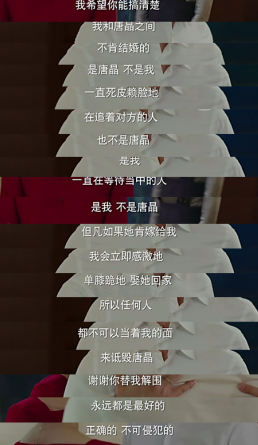 我希望你能搞清楚
我和唐晶之间
不肯结婚的
是唐晶 不是我
一直死皮赖脸地
在追着对方的人
也不是唐晶
是我
一直在等待当中的人
是我 不是唐晶
但凡如果她肯嫁给我
我会立即感激地
单膝跪地 娶她回家
所以任何人
都不可以当着我的面
来诋毁唐晶
谢谢你替我解围
永远都是最好的
正确的 不可侵犯的